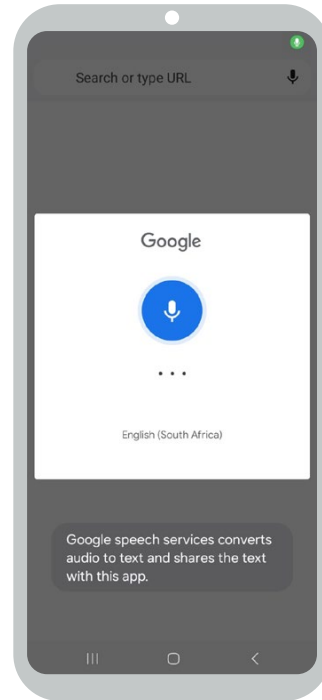 Search or type URL
Google
...
English (South Africa)
Google speech services converts
audio to text and shares the text
with this app.